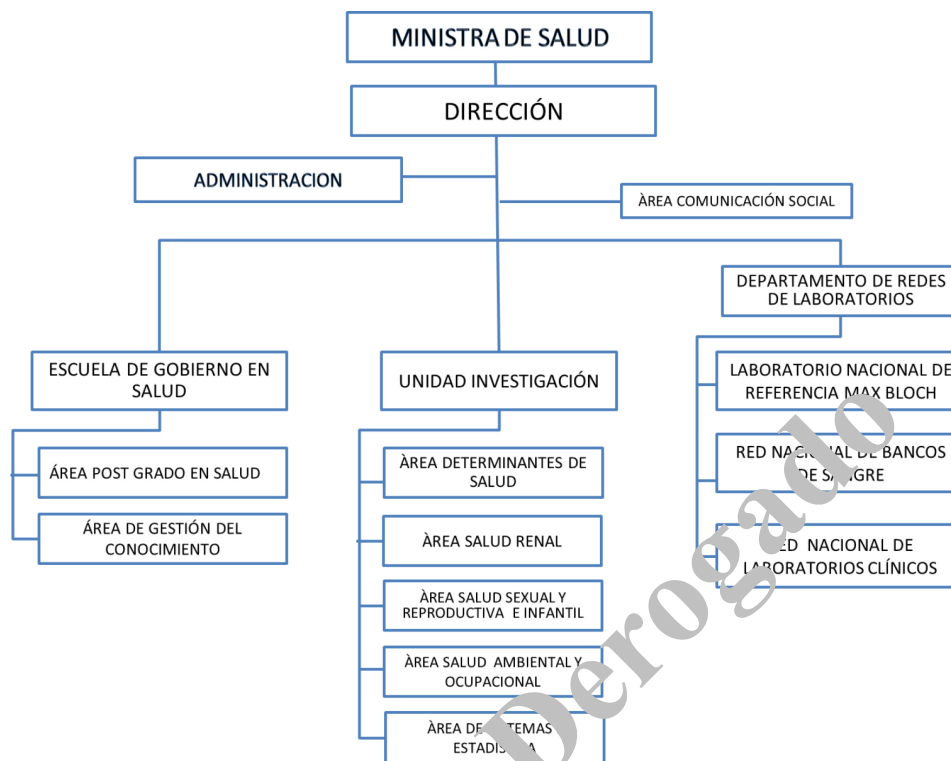 MINISTRA DE SALUD
DIRECCIÓN
ADMINISTRACION
ÀREA COMUNICACIÓN SOCIAL
DEPARTAMENTO DE REDES
DE LABORATORIOS
ESCUELA DE GOBIERNO EN
SALUD
ÁREA POST GRADO EN SALUD
ÁREA DE GESTIÓN DEL
CONOCIMIENTO
UNIDAD INVESTIGACIÓN
ÀREA DETERMINANTES DE
SALUD
ÀREA SALUD RENAL
ÀREA SALUD SEXUAL Y
REPRODUCTIVA E INFANTIL
ÀREA SALUD AMBIENTAL Y
OCUPACIONAL
ÀREA DE
LABORATORIO NACIONAL DE
REFERENCIA MAX BLOCH
RED NACIONAL DE BANCOS
DE SANGRE
RED NACIONAL DE
LABORATORIOS CLÍNICOS
Derogado